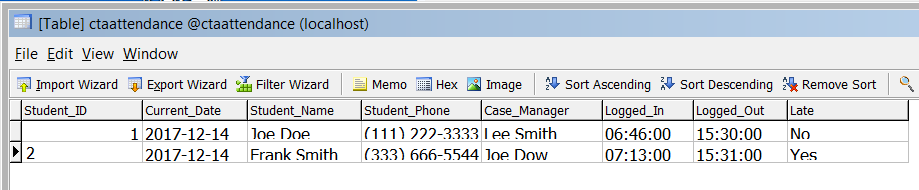 [Table] ctaattendance @ctaattendance (localhost)
File Edit View Window
Import Wizard Export Wizard Filter Wizard Memo Hex Image Sort Ascending Sort Descending Remove Sort
Student_ID Current_Date Student_Name Student_Phone Case_Manager Logged_In Logged_Out Late
1 2017-12-14 Joe Doe (111) 222-3333 Lee Smith 06:46:00 15:30:00 No
2 2017-12-14 Frank Smith (333) 666-5544 Joe Dow 07:13:00 15:31:00 Yes